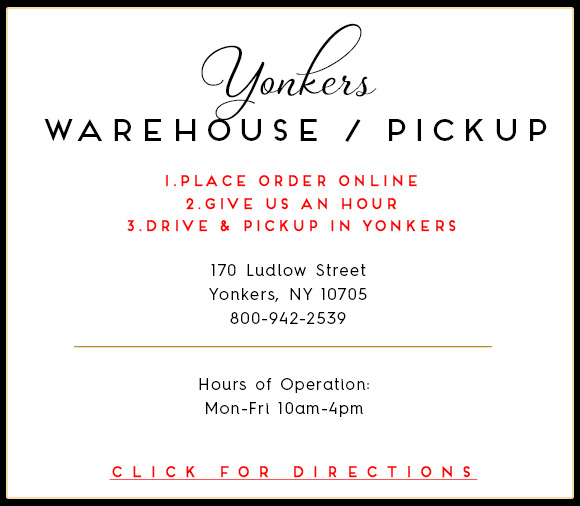 Yonkers
WAREHOUSE / PICKUP
1.PLACE ORDER ONLINE
2.GIVE US AN HOUR
3.DRIVE & PICKUP IN YONKERS
170 Ludlow Street
Yonkers, NY 10705
800-942-2539
Hours of Operation:
Mon-Fri 10am-4pm
CLICK FOR DIRECTIONS